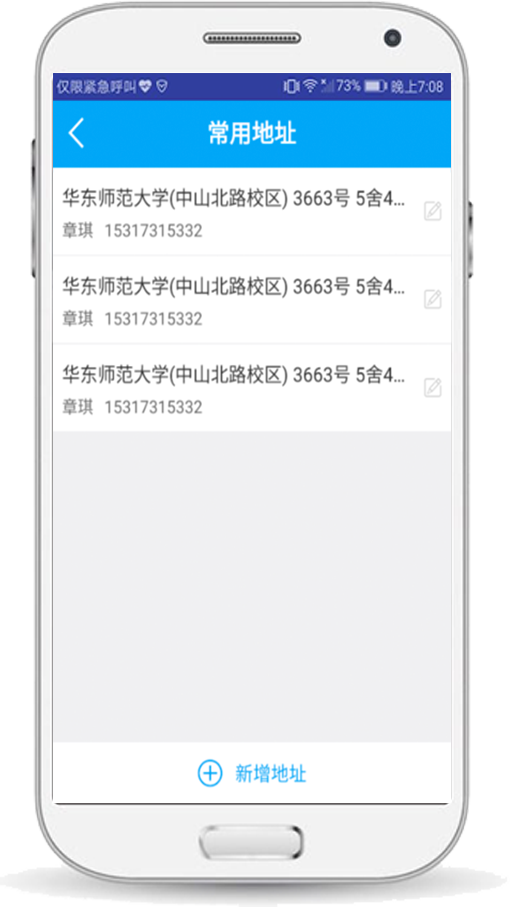 仅限紧急呼叫 73% 晚上7:08
常用地址
华东师范大学(中山北路校区) 3663号 5舍4...
章琪 15317315332
华东师范大学(中山北路校区) 3663号 5舍4...
章琪 15317315332
华东师范大学(中山北路校区) 3663号 5舍4...
章琪 15317315332
新增地址